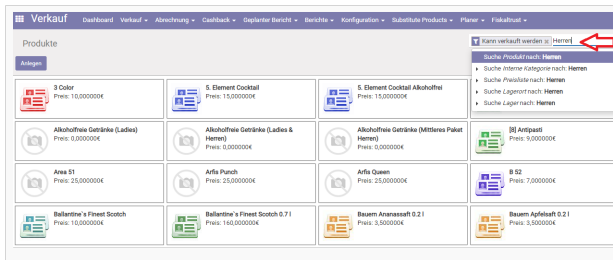 Verkauf Dashboard Verkauf Abrechnung Cashback Geplanter Bericht Berichte Konfiguration Substitute Products Planer Fiskaltrust
Produkte
Kann verkauft werden x Herren
Anlegen
Suche Produkt nach: Herren
Suche Interne Kategorie nach: Herren
Suche Preisliste nach: Herren
Suche Lagerort nach: Herren
Suche Lager nach: Herren
3 Color
Preis: 10,000000€
5. Element Cocktail
Preis: 15,000000€
5. Element Cocktail Alkoholfrei
Preis: 15,000000€
Alkoholfreie Getränke (Ladies)
Preis: 0,000000€
Alkoholfreie Getränke (Ladies &
Herren)
Preis: 0,000000€
Alkoholfreie Getränke (Mittleres Paket
Herren)
Preis: 0,000000€
[8] Antipasti
Preis: 9,000000€
Area 51
Preis: 25,000000€
Arfis Punch
Preis: 25,000000€
Arfis Queen
Preis: 25,000000€
B 52
Preis: 7,000000€
Ballantine`s Finest Scotch
Preis: 10,000000€
Ballantine`s Finest Scotch 0.7 l
Preis: 160,000000€
Bauern Ananassaft 0.2 l
Preis: 3,500000€
Bauern Apfelsaft 0.2 l
Preis: 3,500000€